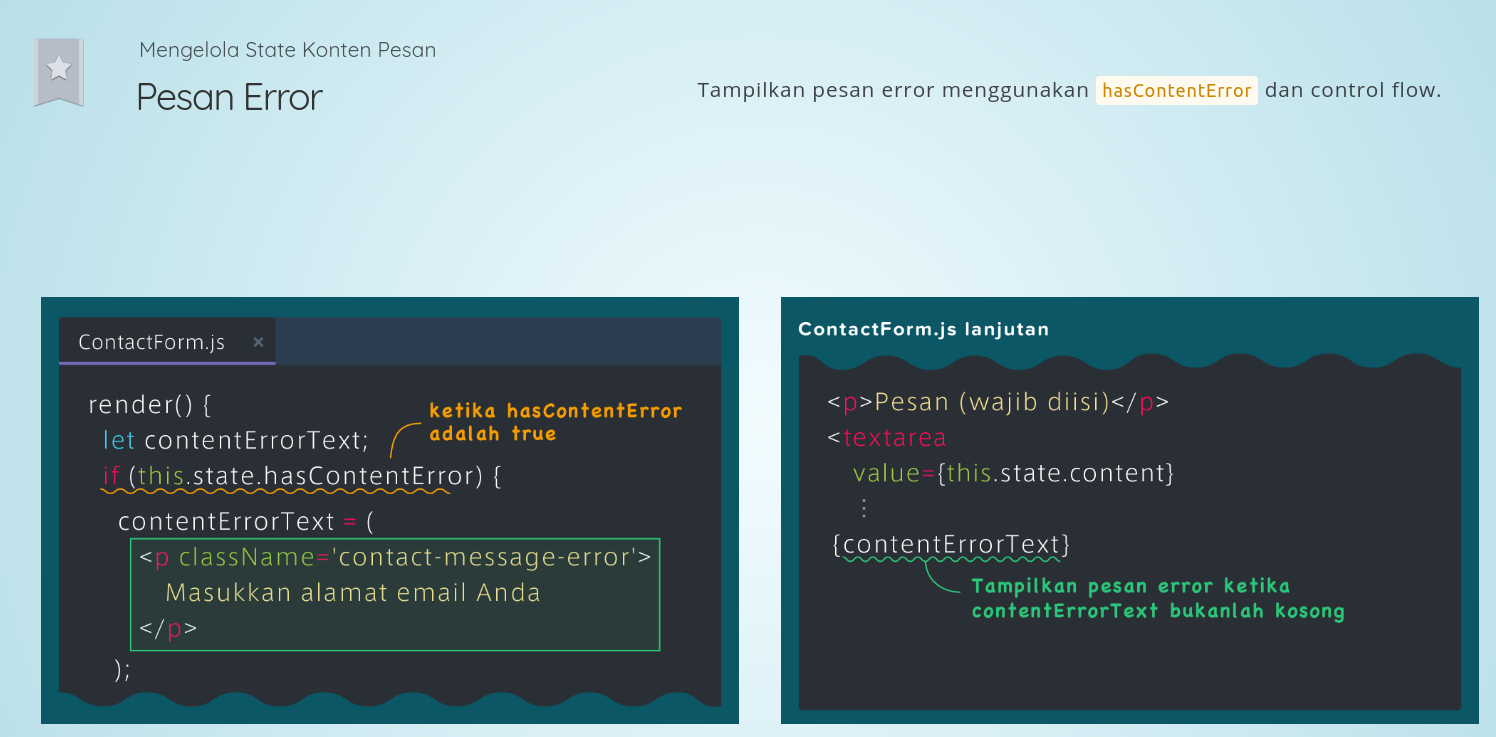 Mengelola State Konten Pesan
Pesan Error
Tampilkan pesan error menggunakan hasContentError dan control flow.
ContactForm.js ×
render() {
let contentErrorText;
ketika hasContentError
adalah true
if (this.state.hasContentError) {
contentErrorText = (
<p className='contact-message-error'>
Masukkan alamat email Anda
</p>
);
ContactForm.js lanjutan
<p>Pesan (wajib diisi)</p>
<textarea
value={this.state.content}
⋮
{contentErrorText}
Tampilkan pesan error ketika
contentErrorText bukanlah kosong